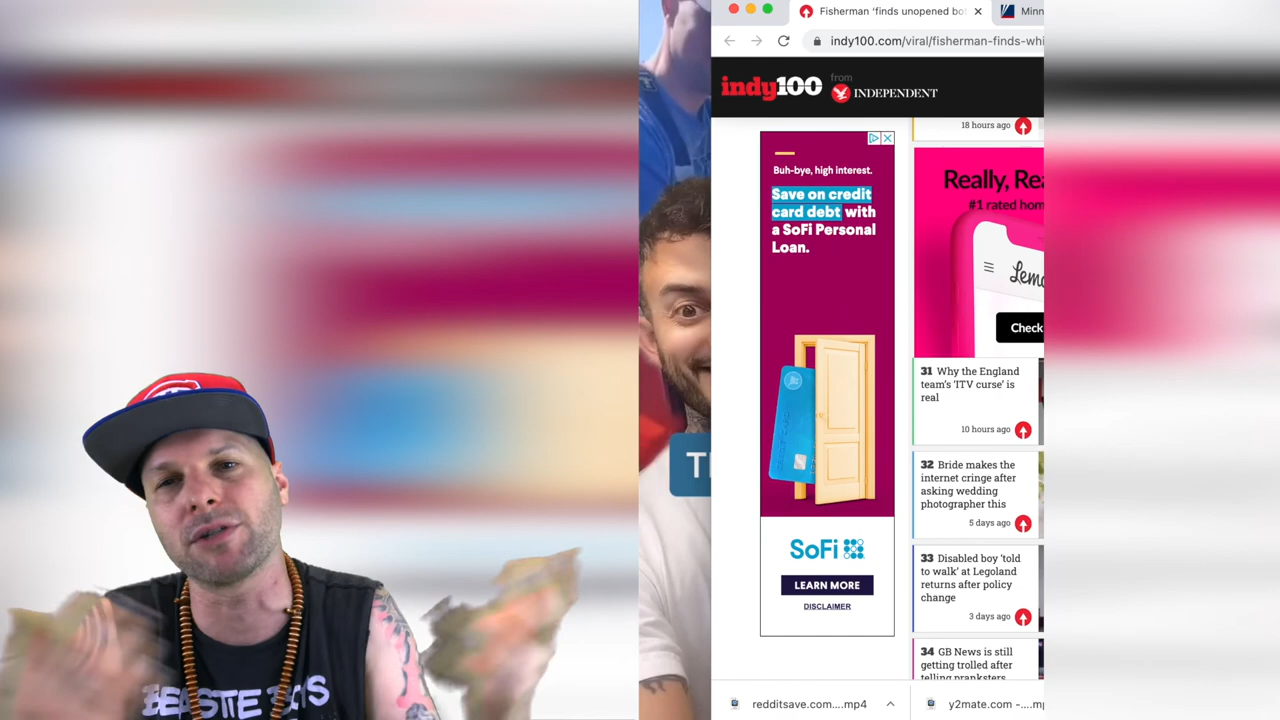 Fisherman 'finds unopened bo
Minn
indy100.com/viral/fisherman-finds-whi
indy100 from
INDEPENDENT
18 hours ago
Buh-bye, high interest.
Save on credit
card debt with
a SoFi Personal
Loan.
Really, Rea
#1 rated hom
Lemo
Check
31 Why the England
team's 'ITV curse' is
real
10 hours ago
32 Bride makes the
internet cringe after
asking wedding
photographer this
5 days ago
33 Disabled boy 'told
to walk' at Legoland
returns after policy
change
3 days ago
34 GB News is still
getting trolled after
telling pranksters
SoFi
LEARN MORE
DISCLAIMER
T
BEASTIE BOYS
redditsave.com....mp4
y2mate.com -....mp